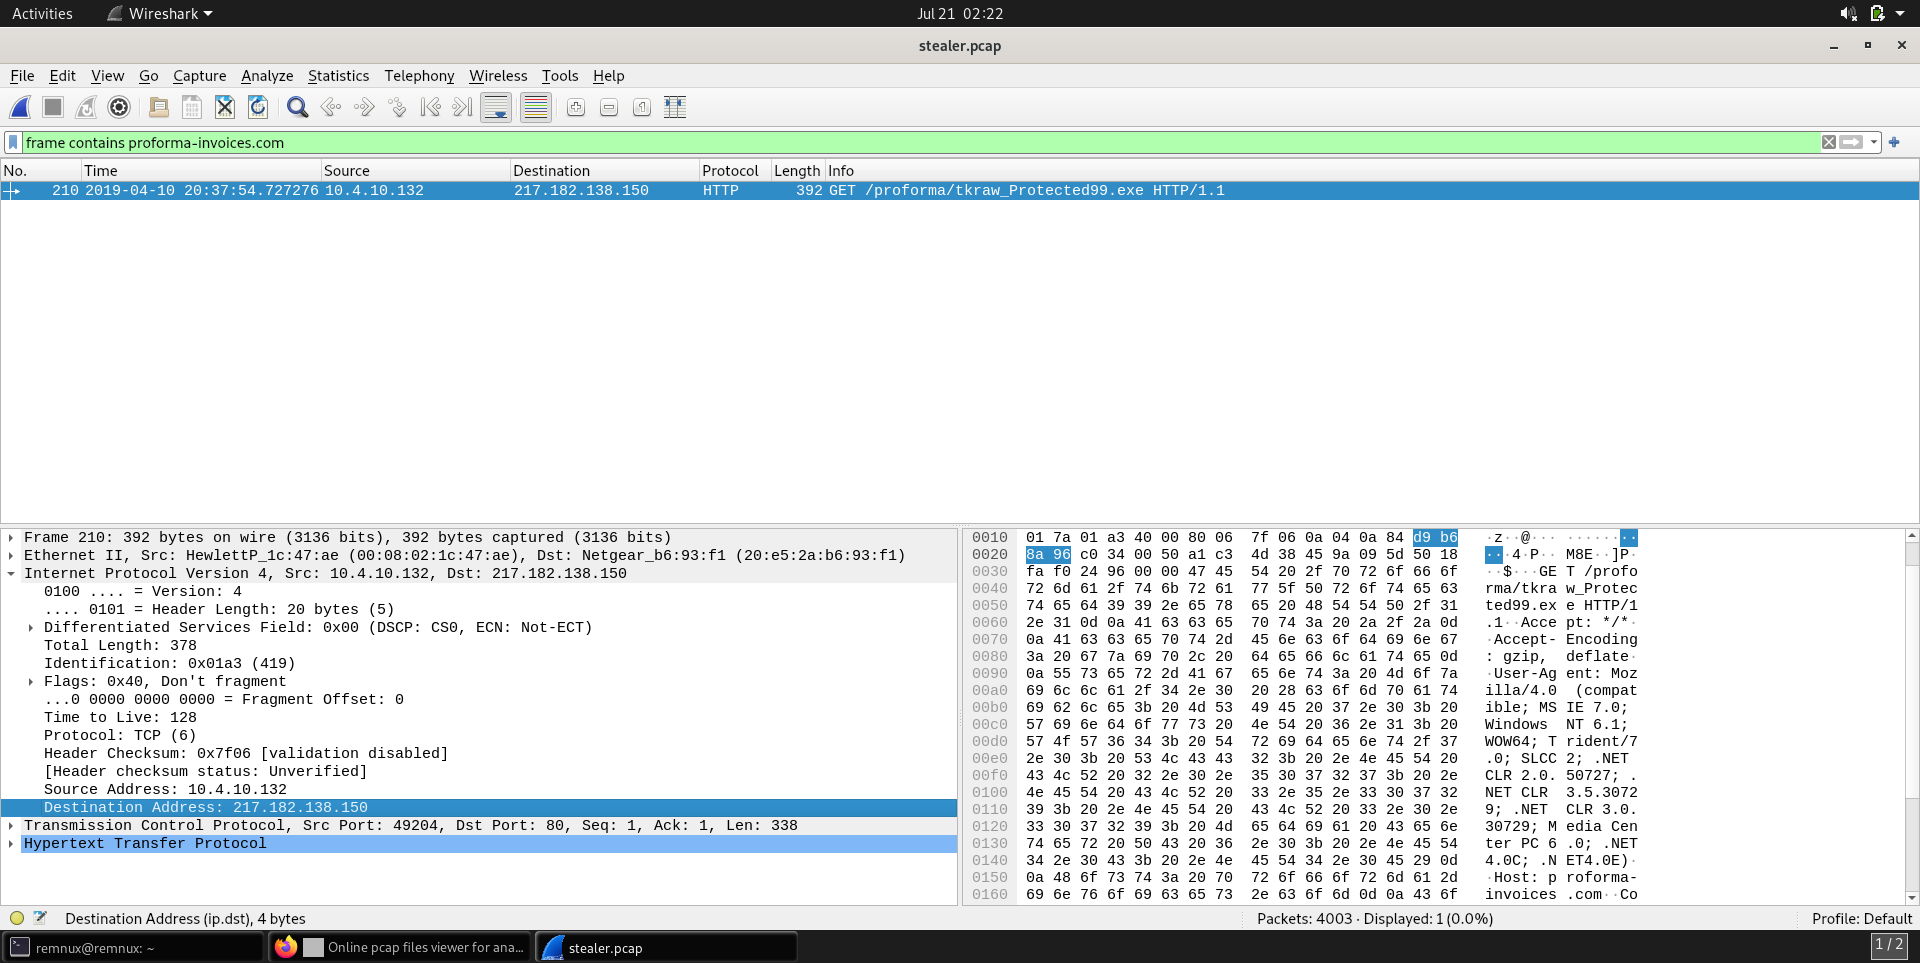 Activities Wireshark Jul 21 02:22
stealer.pcap
File Edit View Go Capture Analyze Statistics Telephony Wireless Tools Help
frame contains proforma-invoices.com
No. Time Source Destination Protocol Length Info
210 2019-04-10 20:37:54.727276 10.4.10.132 217.182.138.150 HTTP 392 GET /proforma/tkraw_Protected99.exe HTTP/1.1
Frame 210: 392 bytes on wire (3136 bits), 392 bytes captured (3136 bits)
Ethernet II, Src: HewlettP_1c:47:ae (00:08:02:1c:47:ae), Dst: Netgear_b6:93:f1 (20:e5:2a:b6:93:f1)
Internet Protocol Version 4, Src: 10.4.10.132, Dst: 217.182.138.150
0100 .... = Version: 4
.... 0101 = Header Length: 20 bytes (5)
Differentiated Services Field: 0x00 (DSCP: CS0, ECN: Not-ECT)
Total Length: 378
Identification: 0x01a3 (419)
Flags: 0x40, Don't fragment
...0 0000 0000 0000 = Fragment Offset: 0
Time to Live: 128
Protocol: TCP (6)
Header Checksum: 0x7f06 [validation disabled]
[Header checksum status: Unverified]
Source Address: 10.4.10.132
Destination Address: 217.182.138.150
Transmission Control Protocol, Src Port: 49204, Dst Port: 80, Seq: 1, Ack: 1, Len: 338
Hypertext Transfer Protocol
0010 01 7a 01 a3 40 00 80 06 7f 06 0a 04 0a 84 d9 b6 ·z··@··· ········
0020 8a 96 c0 34 00 50 a1 c3 4d 38 45 9a 09 5d 50 18 ···4·P·· M8E··]P·
0030 fa f0 24 96 00 00 47 45 54 20 2f 70 72 6f 66 6f ··$···GE T /profo
0040 72 6d 61 2f 74 6b 72 61 77 5f 50 72 6f 74 65 63 rma/tkra w_Protec
0050 74 65 64 39 39 2e 65 78 65 20 48 54 54 50 2f 31 ted99.ex e HTTP/1
0060 2e 31 0d 0a 41 63 63 65 70 74 3a 20 2a 2f 2a 0d .1··Acce pt: */*·
0070 0a 41 63 63 65 70 74 2d 45 6e 63 6f 64 69 6e 67 ·Accept- Encoding
0080 3a 20 67 7a 69 70 2c 20 64 65 66 6c 61 74 65 0d : gzip,  deflate·
0090 0a 55 73 65 72 2d 41 67 65 6e 74 3a 20 4d 6f 7a ·User-Ag ent: Moz
00a0 69 6c 6c 61 2f 34 2e 30 20 28 63 6f 6d 70 61 74 illa/4.0  (compat
00b0 69 62 6c 65 3b 20 4d 53 49 45 20 37 2e 30 3b 20 ible; MS IE 7.0;
00c0 57 69 6e 64 6f 77 73 20 4e 54 20 36 2e 31 3b 20 Windows  NT 6.1;
00d0 57 4f 57 36 34 3b 20 54 72 69 64 65 6e 74 2f 37 WOW64; T rident/7
00e0 2e 30 3b 20 53 4c 43 43 32 3b 20 2e 4e 45 54 20 .0; SLCC 2; .NET
00f0 43 4c 52 20 32 2e 30 2e 35 30 37 32 37 3b 20 2e CLR 2.0. 50727; .
0100 4e 45 54 20 43 4c 52 20 33 2e 35 2e 33 30 37 32 NET CLR  3.5.3072
0110 39 3b 20 2e 4e 45 54 20 43 4c 52 20 33 2e 30 2e 9; .NET  CLR 3.0.
0120 33 30 37 32 39 3b 20 4d 65 64 69 61 20 43 65 6e 30729; M edia Cen
0130 74 65 72 20 50 43 20 36 2e 30 3b 20 2e 4e 45 54 ter PC 6 .0; .NET
0140 34 2e 30 43 3b 20 2e 4e 45 54 34 2e 30 45 29 0d 4.0C; .N ET4.0E)·
0150 0a 48 6f 73 74 3a 20 70 72 6f 66 6f 72 6d 61 2d ·Host: p roforma-
0160 69 6e 76 6f 69 63 65 73 2e 63 6f 6d 0d 0a 43 6f invoices .com··Co
Destination Address (ip.dst), 4 bytes Packets: 4003 · Displayed: 1 (0.0%) Profile: Default
remnux@remnux: ~ Online pcap files viewer for ana... stealer.pcap 1 / 2